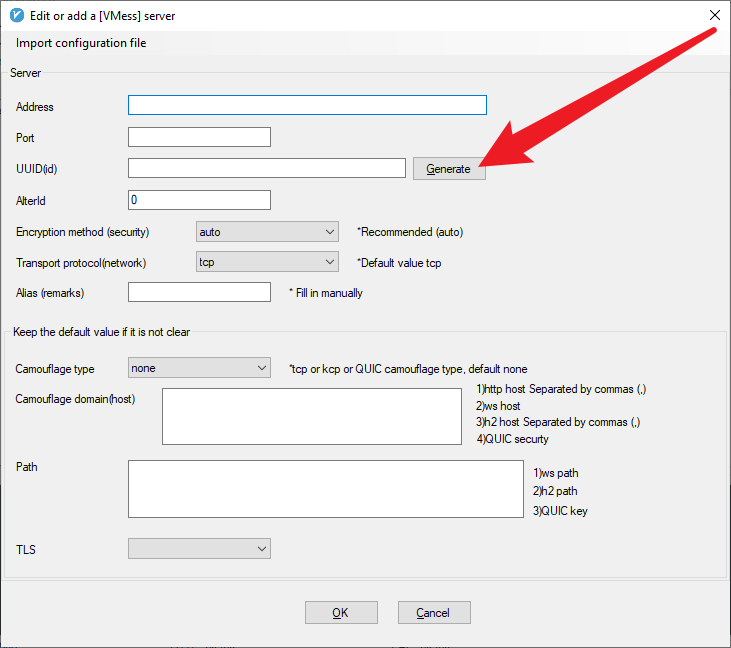 Edit or add a [VMess] server
Import configuration file
Server
Address
Port
UUID(id)
Generate
AlterId
0
Encryption method (security)
auto
*Recommended (auto)
Transport protocol(network)
tcp
*Default value tcp
Alias (remarks)
* Fill in manually
Keep the default value if it is not clear
Camouflage type
none
*tcp or kcp or QUIC camouflage type, default none
Camouflage domain(host)
1)http host Separated by commas (,)
2)ws host
3)h2 host Separated by commas (,)
4)QUIC securty
Path
1)ws path
2)h2 path
3)QUIC key
TLS
OK
Cancel